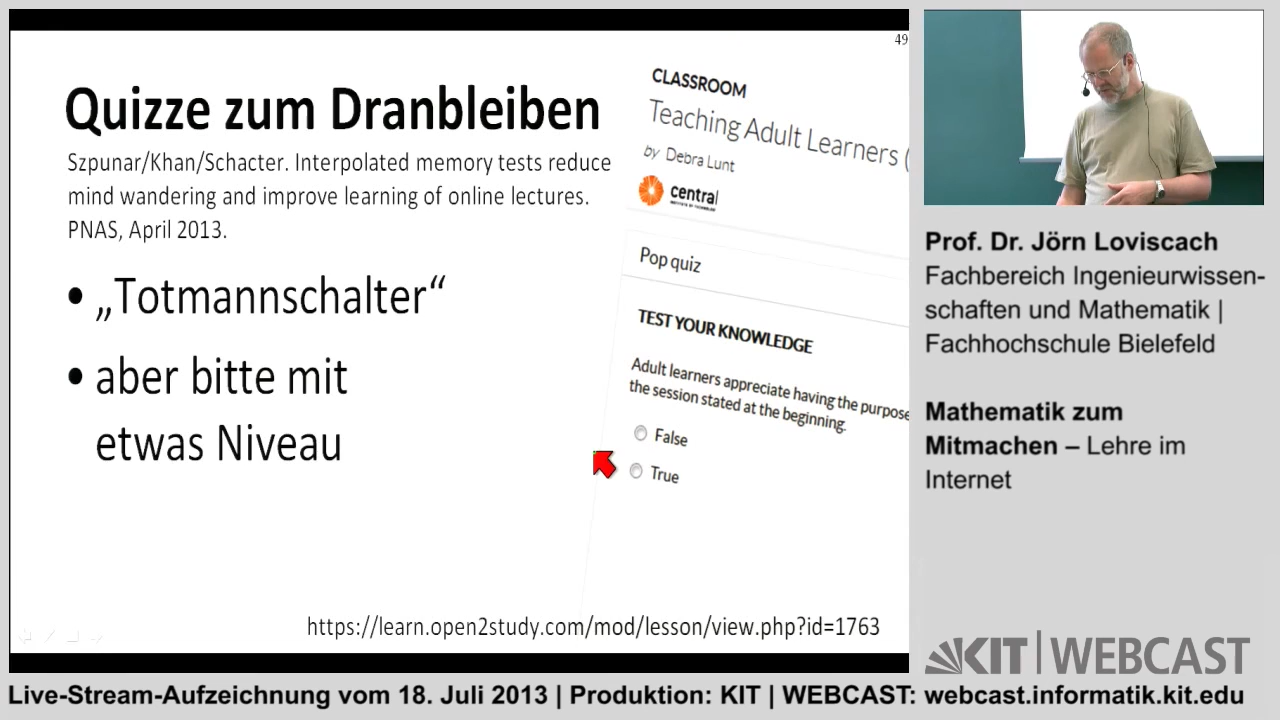 49
Quizze zum Dranbleiben
Szpunar/Khan/Schacter. Interpolated memory tests reduce
mind wandering and improve learning of online lectures.
PNAS, April 2013.
• „Totmannschalter“
• aber bitte mit
etwas Niveau
CLASSROOM
Teaching Adult Learners (
by Debra Lunt
central
Pop quiz
TEST YOUR KNOWLEDGE
Adult learners appreciate having the purpose
the session stated at the beginning.
False
True
https://learn.open2study.com/mod/lesson/view.php?id=1763
Prof. Dr. Jörn Loviscach
Fachbereich Ingenieurwissen-
schaften und Mathematik |
Fachhochschule Bielefeld
Mathematik zum
Mitmachen – Lehre im
Internet
KIT | WEBCAST
Live-Stream-Aufzeichnung vom 18. Juli 2013 | Produktion: KIT | WEBCAST: webcast.informatik.kit.edu